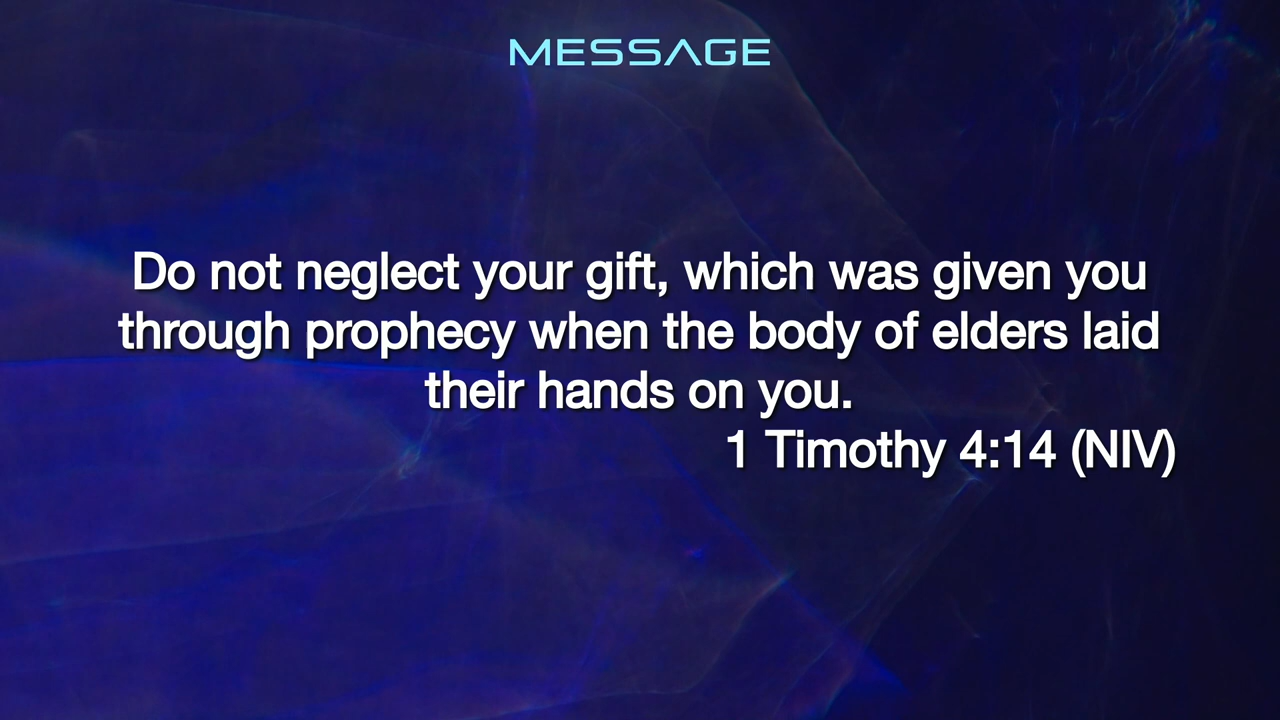 MESSAGE
Do not neglect your gift, which was given you
through prophecy when the body of elders laid
their hands on you.
1 Timothy 4:14 (NIV)